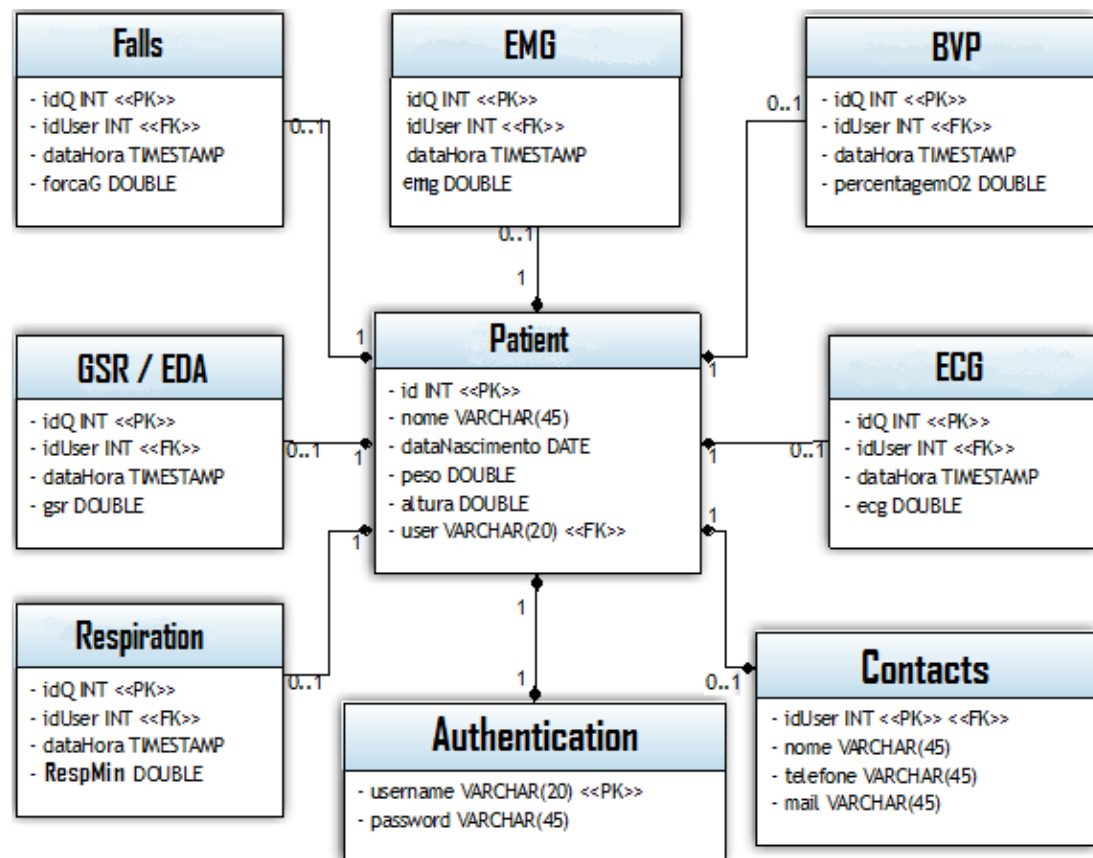 Falls
- idQ INT <<PK>>
- idUser INT <<FK>>
- dataHora TIMESTAMP
- forcaG DOUBLE
0..1
1
EMG
idQ INT <<PK>>
idUser INT <<FK>>
dataHora TIMESTAMP
emg DOUBLE
0..1
1
BVP
- idQ INT <<PK>>
- idUser INT <<FK>>
- dataHora TIMESTAMP
- percentagemO2 DOUBLE
0..1
1
GSR / EDA
- idQ INT <<PK>>
- idUser INT <<FK>>
- dataHora TIMESTAMP
- gsr DOUBLE
0..1
1
Patient
- id INT <<PK>>
- nome VARCHAR(45)
- dataNascimento DATE
- peso DOUBLE
- altura DOUBLE
- user VARCHAR(20) <<FK>>
ECG
- idQ INT <<PK>>
- idUser INT <<FK>>
- dataHora TIMESTAMP
- ecg DOUBLE
0..1
1
Respiration
- idQ INT <<PK>>
- idUser INT <<FK>>
- dataHora TIMESTAMP
- RespMin DOUBLE
0..1
1
Authentication
- username VARCHAR(20) <<PK>>
- password VARCHAR(45)
1
1
Contacts
- idUser INT <<PK>> <<FK>>
- nome VARCHAR(45)
- telefone VARCHAR(45)
- mail VARCHAR(45)
0..1
1